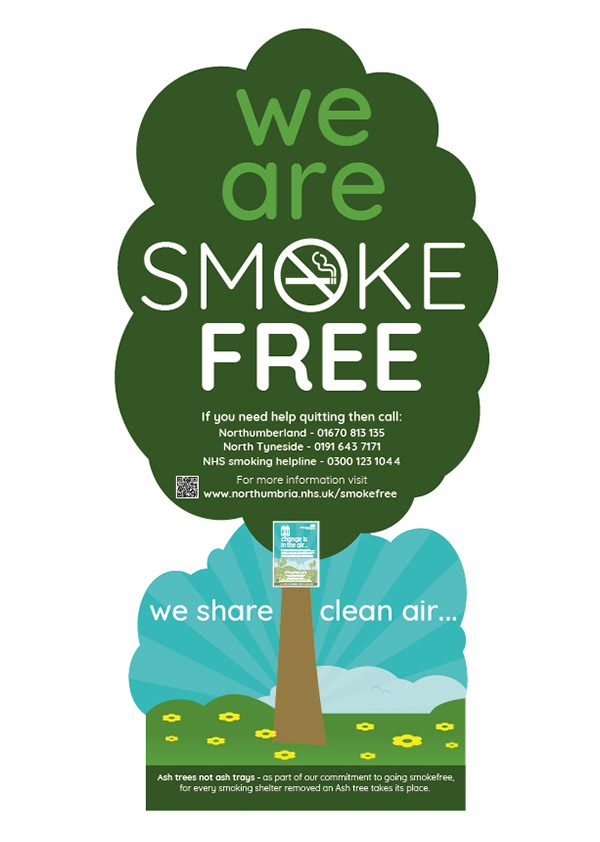 we
are
SMOKE
FREE
If you need help quitting then call:
Northumberland - 01670 813 135
North Tyneside - 0191 643 7171
NHS smoking helpline - 0300 123 1044
For more information visit
www.northumbria.nhs.uk/smokefree
change is
in the air...
we share clean air...
Ash trees not ash trays - as part of our commitment to going smokefree,
for every smoking shelter removed an Ash tree takes its place.